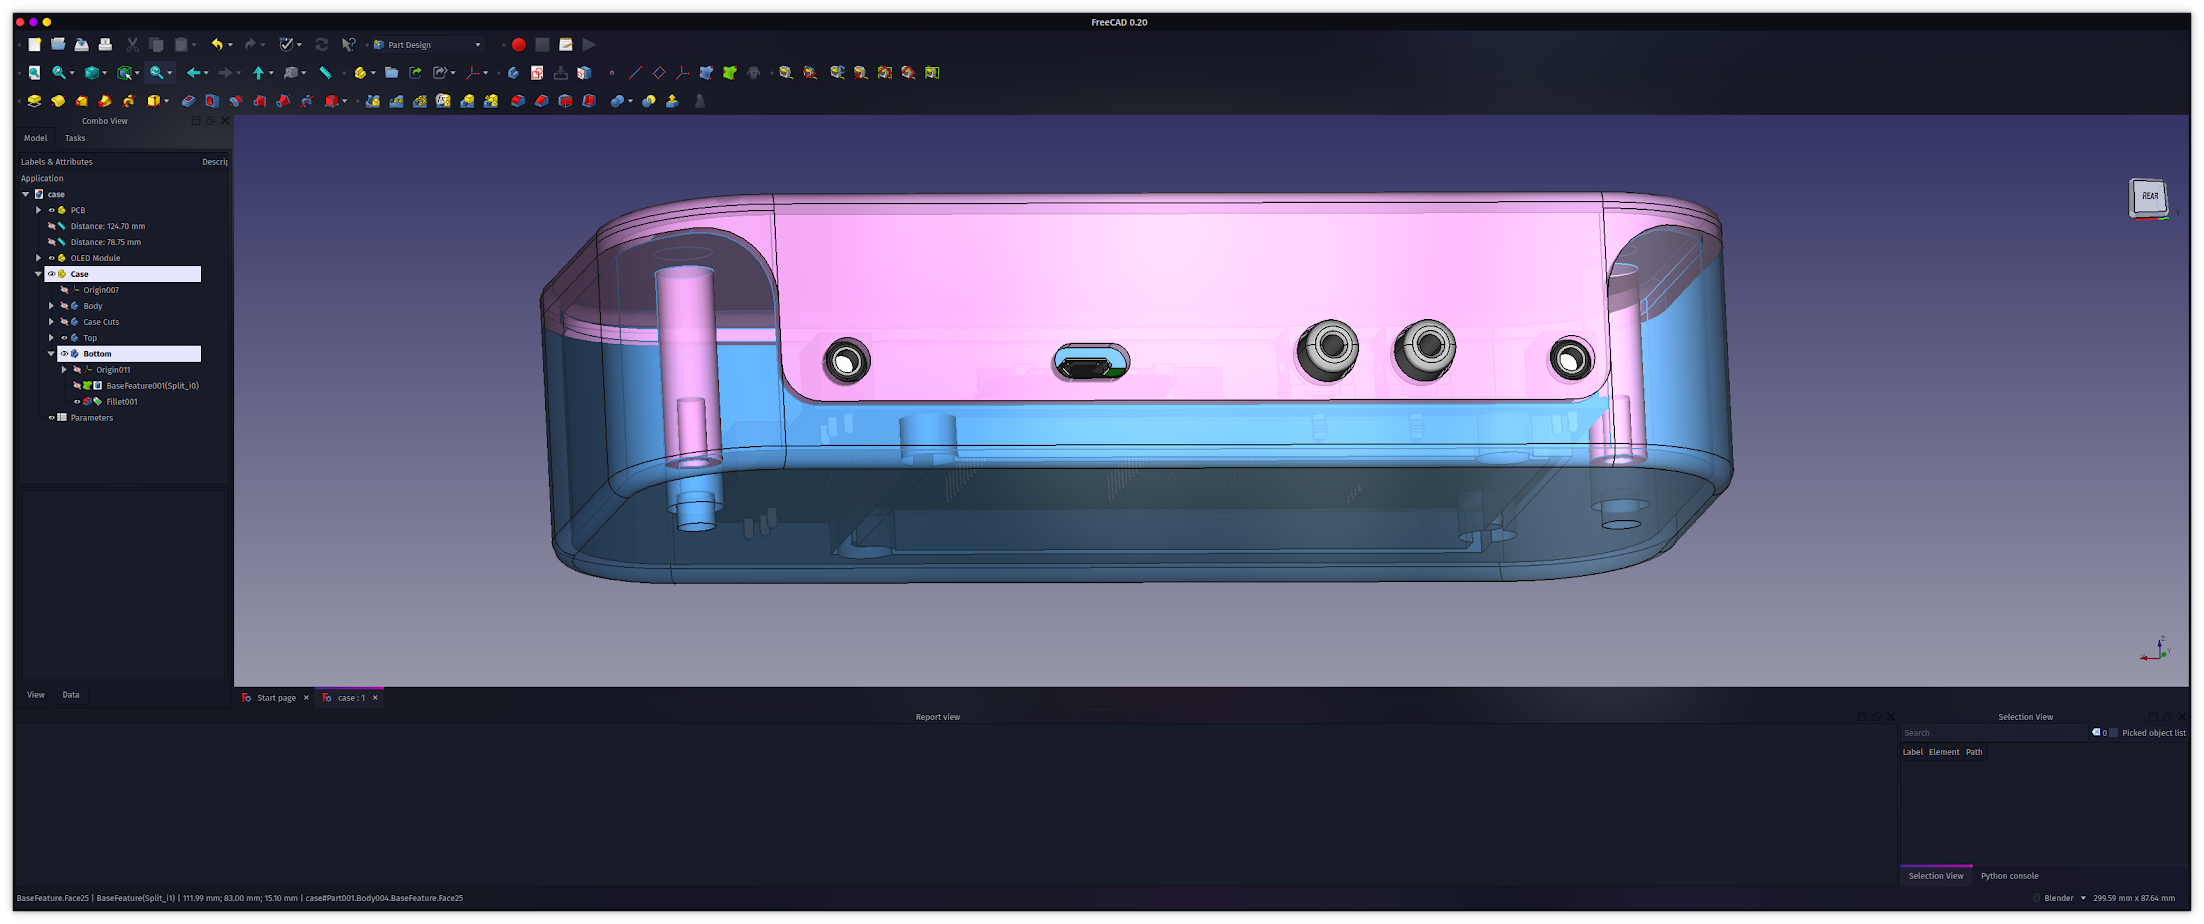 FreeCAD 0.20
Part Design
Combo View
Model Tasks
Labels & Attributes Descrip
Application
case
PCB
Distance: 124.70 mm
Distance: 78.75 mm
OLED Module
Case
Origin007
Body
Case Cuts
Top
Bottom
Origin011
BaseFeature001(Split_i0)
Fillet001
Parameters
REAR
Y
Z
Y
View Data
Start page case : 1
Report view
Selection View
Search 0 Picked object list
Label Element Path
Selection View Python console
BaseFeature.Face25 | BaseFeature(Split_i1) | 111.99 mm; 83.00 mm; 15.10 mm | case#Part001.Body004.BaseFeature.Face25
Blender 299.59 mm x 87.64 mm